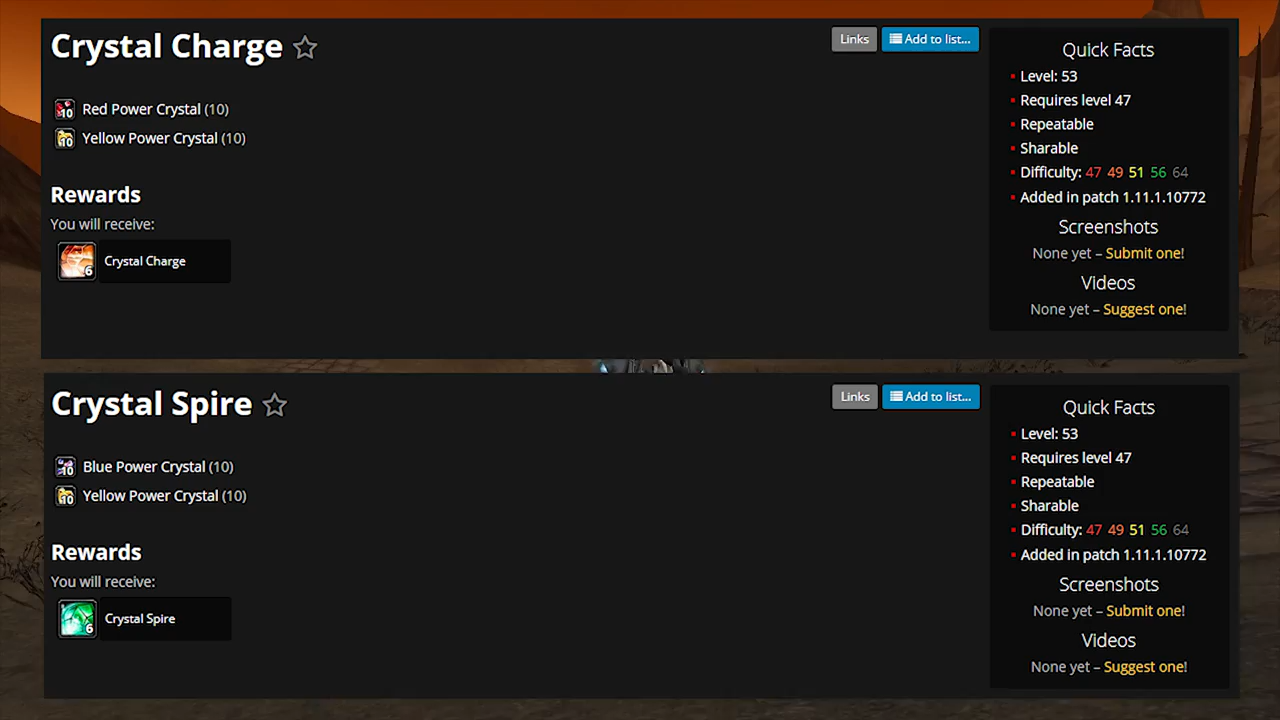 Crystal Charge
Links
Add to list...
10 Red Power Crystal (10)
10 Yellow Power Crystal (10)
Rewards
You will receive:
6 Crystal Charge
Quick Facts
Level: 53
Requires level 47
Repeatable
Sharable
Difficulty: 47 49 51 56 64
Added in patch 1.11.1.10772
Screenshots
None yet – Submit one!
Videos
None yet – Suggest one!
Crystal Spire
Links
Add to list...
10 Blue Power Crystal (10)
10 Yellow Power Crystal (10)
Rewards
You will receive:
6 Crystal Spire
Quick Facts
Level: 53
Requires level 47
Repeatable
Sharable
Difficulty: 47 49 51 56 64
Added in patch 1.11.1.10772
Screenshots
None yet – Submit one!
Videos
None yet – Suggest one!